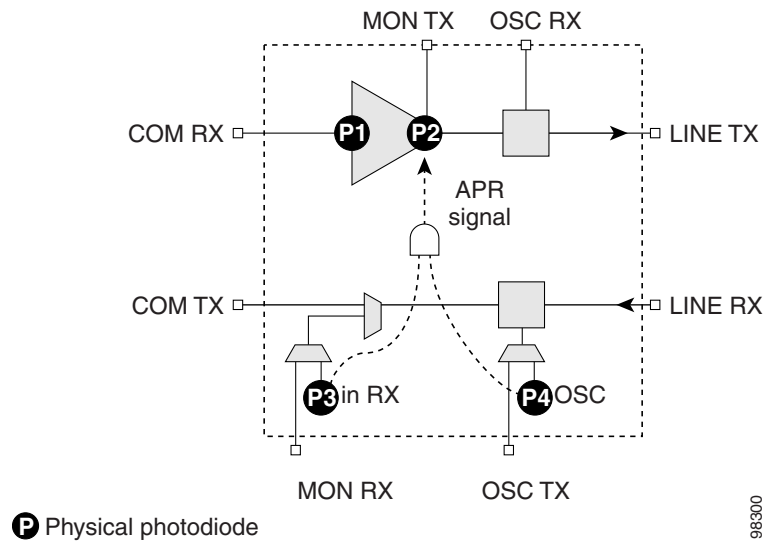 MON TX
OSC RX
COM RX
P1
P2
LINE TX
APR
signal
COM TX
LINE RX
P3 in RX
P4 OSC
MON RX
OSC TX
P Physical photodiode
98300